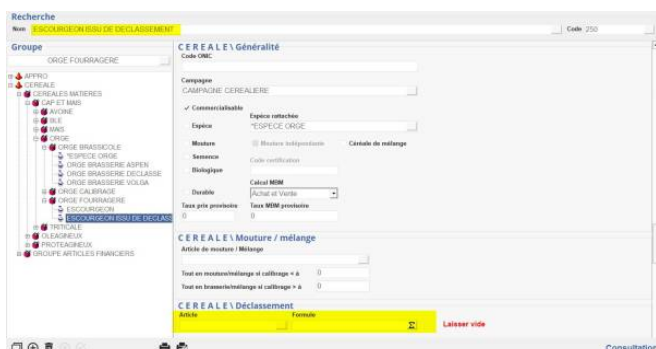 Recherche
Nom ESCOURGEON ISSU DE DECLASSEMENT Code 250
Groupe
ORGE FOURRAGERE
APPRO
CEREALE
CEREALES MATIERES
CAP ET MAIS
AVOINE
BLE
MAIS
ORGE
ORGE BRASSICOLE
*ESPECE ORGE
ORGE BRASSERIE ASPEN
ORGE BRASSERIE DECLASSE
ORGE BRASSERIE VOLGA
ORGE CALIBRAGE
ORGE FOURRAGERE
ESCOURGEON
ESCOURGEON ISSU DE DECLASS
TRITICALE
OLEAGINEUX
PROTEAGINEUX
GROUPE ARTICLES FINANCIERS
CEREALE \ Généralité
Code ONIC
Campagne
CAMPAGNE CEREALIERE
Commercialisable
Espèce rattachée
Espèce *ESPECE ORGE
Mouture Mouture indépendante Céréale de mélange
Semence Code certification
Biologique
Calcul MBM
Durable Achat et Vente
Taux prix provisoire Taux MBM provisoire
0 0
CEREALE \ Mouture / mélange
Article de mouture / Mélange
Tout en mouture/mélange si calibrage < à 0
Tout en brasserie/mélange si calibrage > à 0
CEREALE \ Déclassement
Article Formule
Σ Laisser vide
Consultation